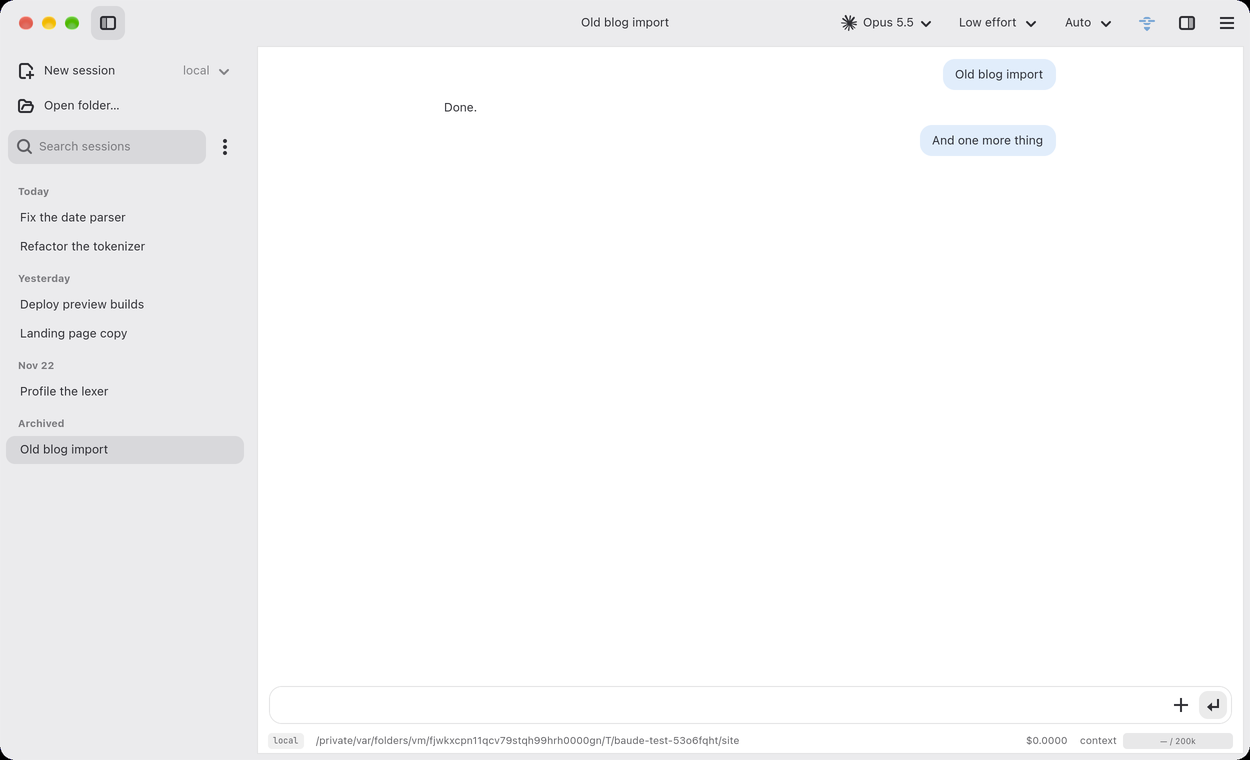 Old blog import
Opus 5.5
Low effort
Auto
New session
local
Open folder...
Search sessions
Today
Fix the date parser
Refactor the tokenizer
Yesterday
Deploy preview builds
Landing page copy
Nov 22
Profile the lexer
Archived
Old blog import
Old blog import
Done.
And one more thing
local
/private/var/folders/vm/fjwkxcpn11qcv79stqh99hrh0000gn/T/baude-test-53o6fqht/site
$0.0000
context
— / 200k